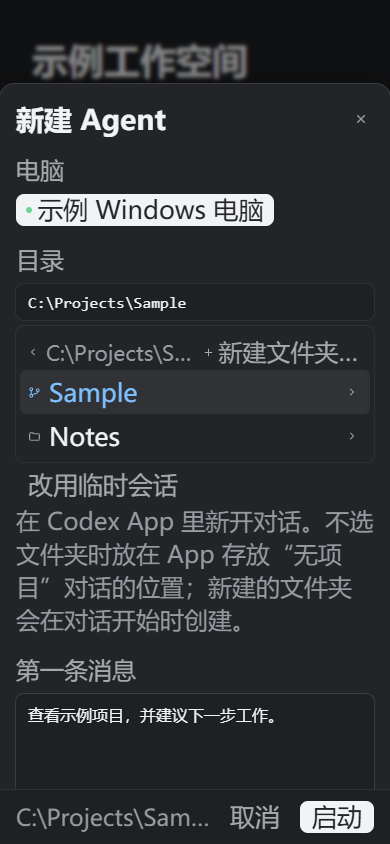 示例工作空间
新建 Agent
×
电脑
示例 Windows 电脑
目录
C:\Projects\Sample
‹ C:\Projects\S... + 新建文件夹...
Sample ›
Notes ›
改用临时会话
在 Codex App 里新开对话。不选
文件夹时放在 App 存放“无项
目”对话的位置；新建的文件夹
会在对话开始时创建。
第一条消息
查看示例项目，并建议下一步工作。
C:\Projects\Sam... 取消 启动